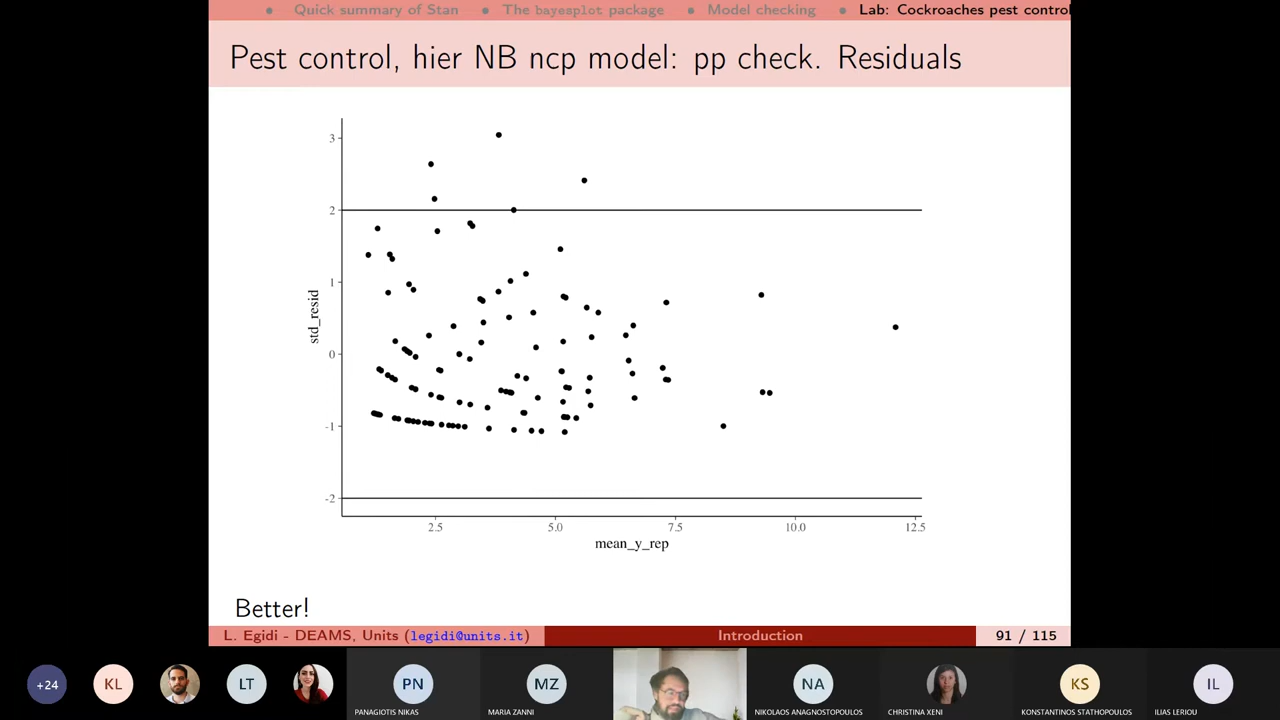 Quick summary of Stan
The bayesplot package
Model checking
Lab: Cockroaches pest control
Pest control, hier NB ncp model: pp check. Residuals
3
2
1
0
-1
-2
std_resid
2.5
5.0
7.5
10.0
12.5
mean_y_rep
Better!
L. Egidi - DEAMS, Units (legidi@units.it)
Introduction
91 / 115
+24
KL
LT
PN
PANAGIOTIS NIKAS
MZ
MARIA ZANNI
NA
NIKOLAOS ANAGNOSTOPOULOS
CHRISTINA XENI
KS
KONSTANTINOS STATHOPOULOS
IL
ILIAS LERIOU